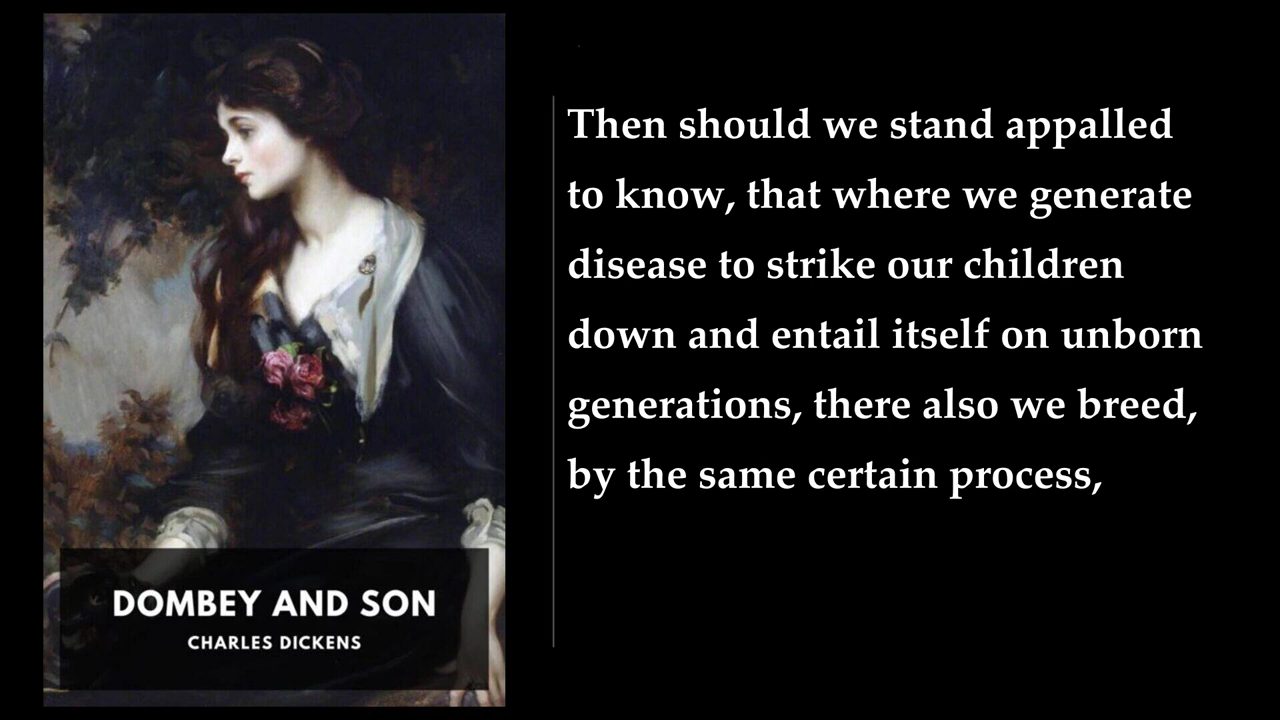 DOMBEY AND SON
CHARLES DICKENS
Then should we stand appalled
to know, that where we generate
disease to strike our children
down and entail itself on unborn
generations, there also we breed,
by the same certain process,